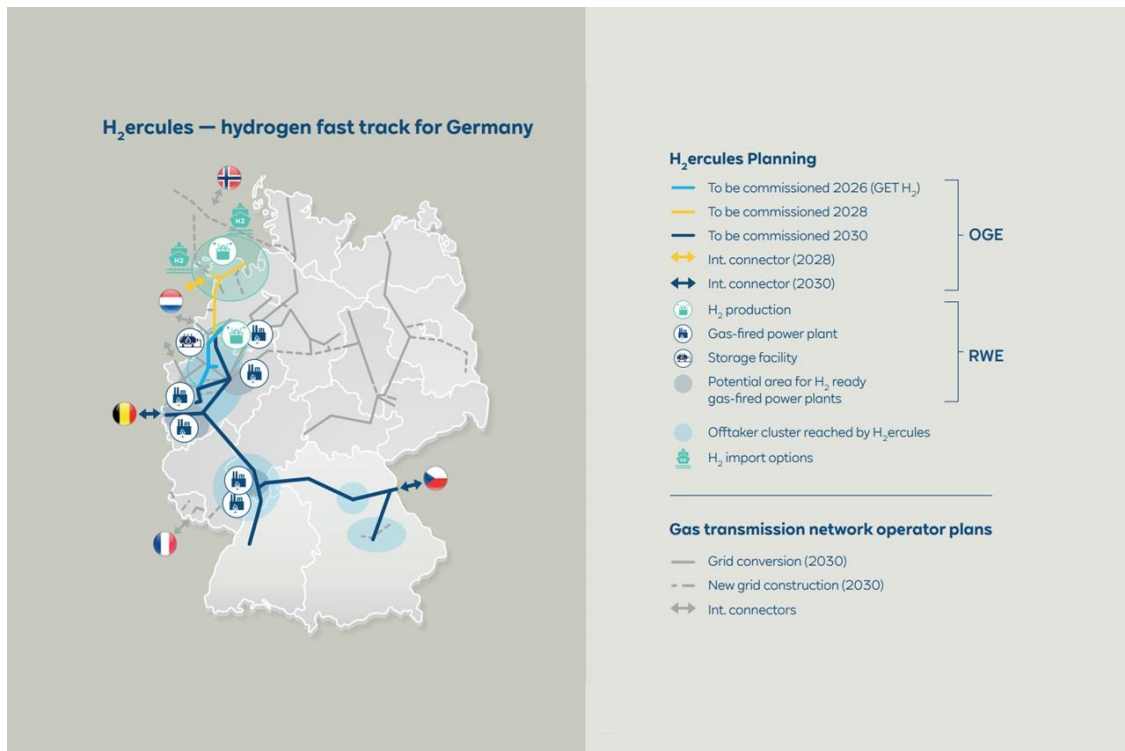 H₂ercules — hydrogen fast track for Germany
H2
H2
H₂ercules Planning
To be commissioned 2026 (GET H₂)
To be commissioned 2028
To be commissioned 2030
Int. connector (2028)
Int. connector (2030)
OGE
H₂ production
Gas-fired power plant
Storage facility
Potential area for H₂ ready
gas-fired power plants
RWE
Offtaker cluster reached by H₂ercules
H₂ import options
Gas transmission network operator plans
Grid conversion (2030)
New grid construction (2030)
Int. connectors